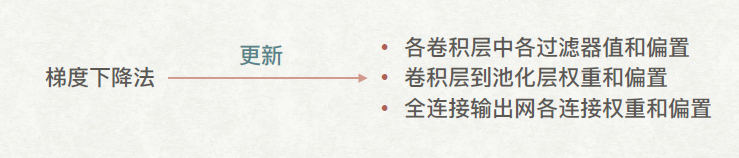 更新
梯度下降法
• 各卷积层中各过滤器值和偏置
• 卷积层到池化层权重和偏置
• 全连接输出网各连接权重和偏置